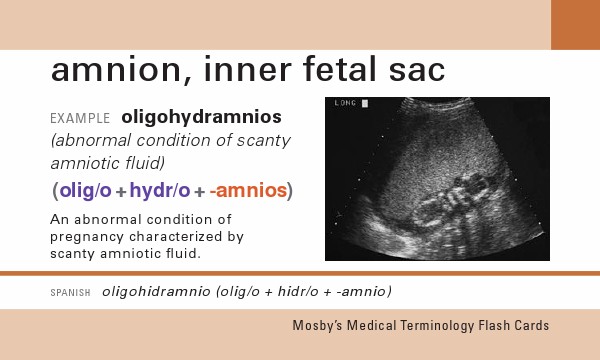 amnion, inner fetal sac
EXAMPLE oligohydramnios
(abnormal condition of scanty
amniotic fluid)
(olig/o + hydr/o + -amnios)
An abnormal condition of
pregnancy characterized by
scanty amniotic fluid.
LONG
SPANISH oligohidramnio (olig/o + hidr/o + -amnio)
Mosby's Medical Terminology Flash Cards